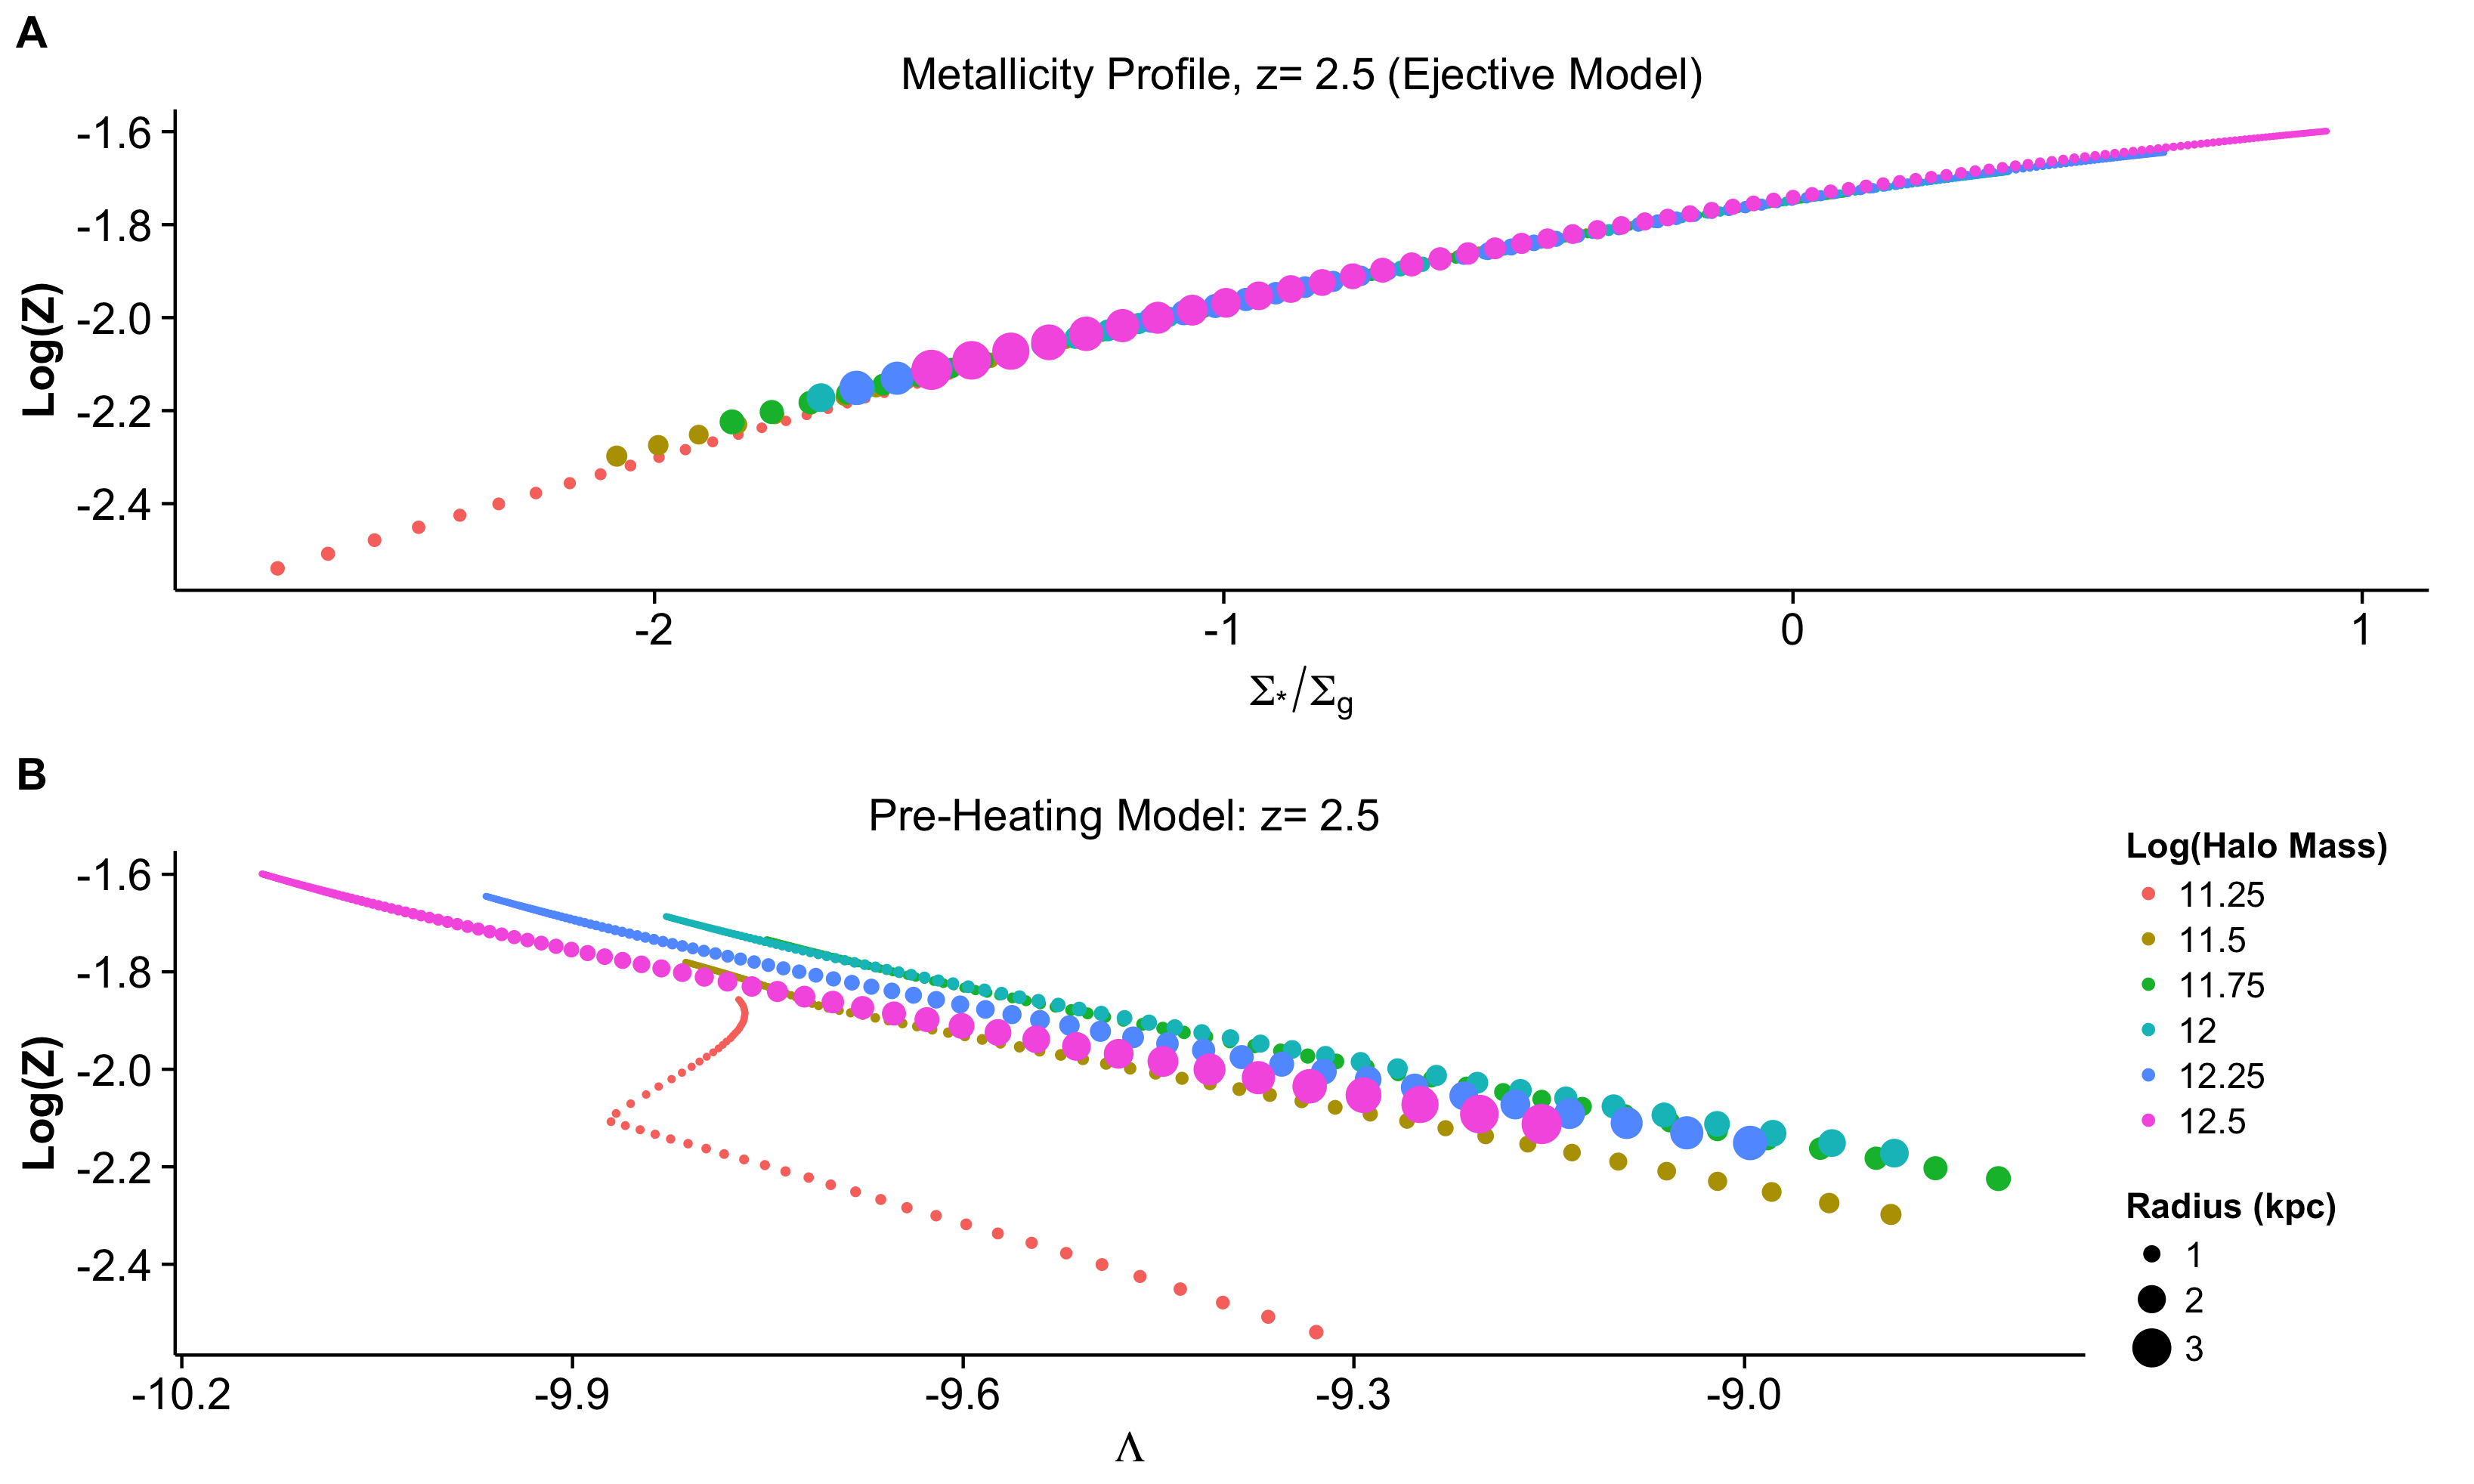 A
Metallicity Profile, z= 2.5 (Ejective Model)
-1.6
-1.8
-2.0
-2.2
-2.4
Log(Z)
-2
-1
0
1
Σ*/Σg
B
Pre-Heating Model: z= 2.5
-1.6
-1.8
-2.0
-2.2
-2.4
Log(Z)
-10.2
-9.9
-9.6
-9.3
-9.0
Λ
Log(Halo Mass)
11.25
11.5
11.75
12
12.25
12.5
Radius (kpc)
1
2
3